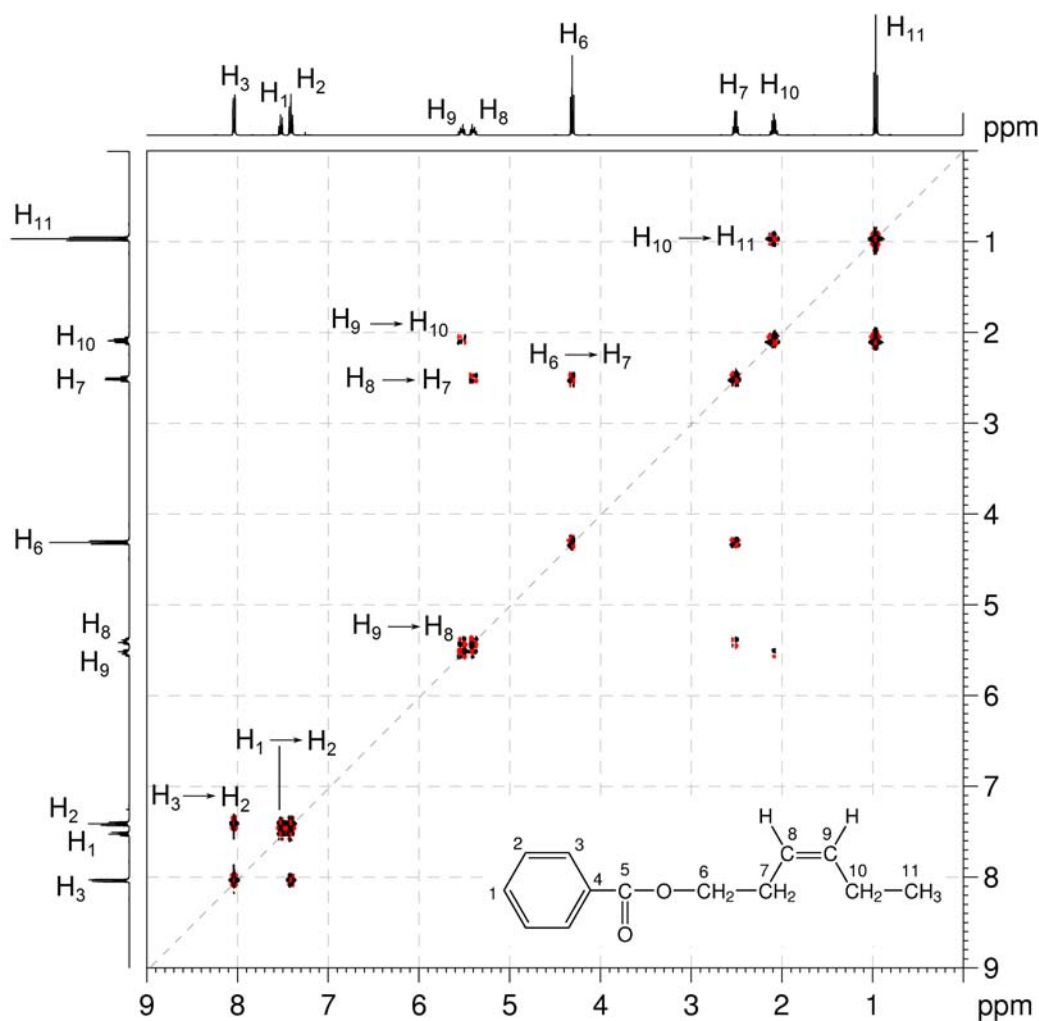 H₃ H₁ H₂ H₉ H₈ H₆ H₇ H₁₀ H₁₁
ppm
H₁₁
H₁₀
H₇
H₆
H₈
H₉
H₂
H₁
H₃
H₁₀ → H₁₁
H₉ → H₁₀
H₆ → H₇
H₈ → H₇
H₉ → H₈
H₁ → H₂
H₃ → H₂
1
2
3
4
5
6
7
8
9
H 8 9 H
2 3 7 10
1 4 5 6 11
C O CH₂ CH₂ CH₂ CH₃
O
9 8 7 6 5 4 3 2 1 ppm